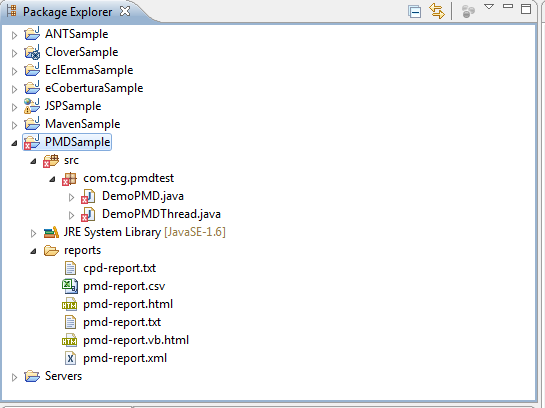 Package Explorer
ANTSample
CloverSample
EclEmmaSample
eCoberturaSample
JSPSample
MavenSample
PMDSample
src
com.tcg.pmdtest
DemoPMD.java
DemoPMDThread.java
JRE System Library [JavaSE-1.6]
reports
cpd-report.txt
pmd-report.csv
pmd-report.html
pmd-report.txt
pmd-report.vb.html
pmd-report.xml
Servers